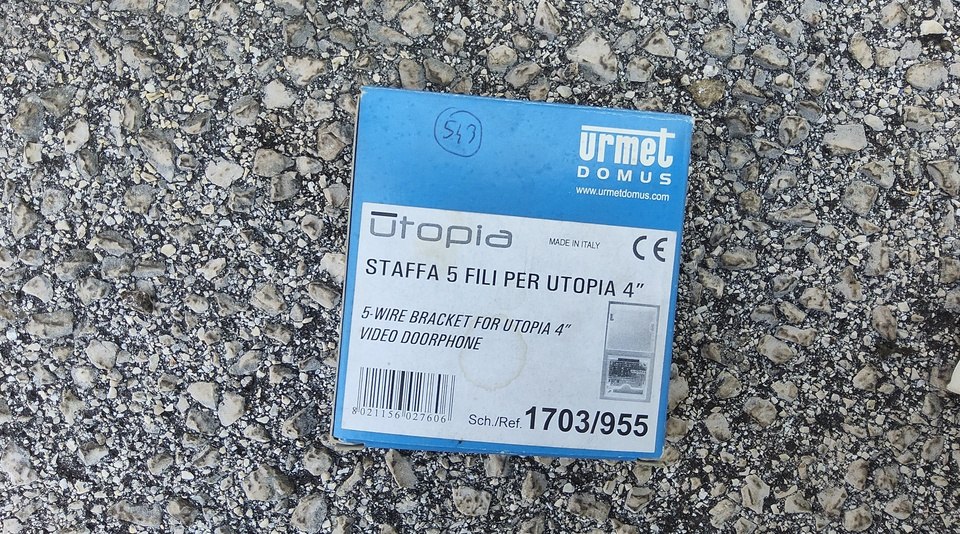 543
urmet
DOMUS
www.urmetdomus.com
utopia
MADE IN ITALY
CE
STAFFA 5 FILI PER UTOPIA 4"
5-WIRE BRACKET FOR UTOPIA 4"
VIDEO DOORPHONE
8 021156 027606
Sch./Ref. 1703/955